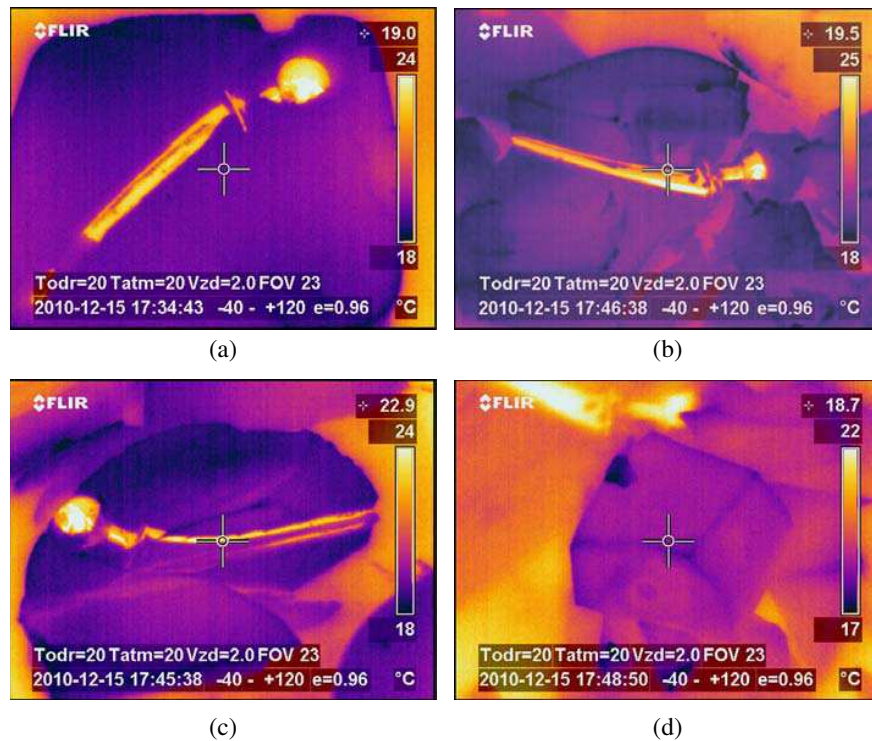 FLIR 19.0
24
18
Todr=20 Tatm=20 Vzd=2.0 FOV 23
2010-12-15 17:34:43 -40 - +120 e=0.96 °C
(a)
FLIR 19.5
25
18
Todr=20 Tatm=20 Vzd=2.0 FOV 23
2010-12-15 17:46:38 -40 - +120 e=0.96 °C
(b)
FLIR 22.9
24
18
Todr=20 Tatm=20 Vzd=2.0 FOV 23
2010-12-15 17:45:38 -40 - +120 e=0.96 °C
(c)
FLIR 18.7
22
17
Todr=20 Tatm=20 Vzd=2.0 FOV 23
2010-12-15 17:48:50 -40 - +120 e=0.96 °C
(d)